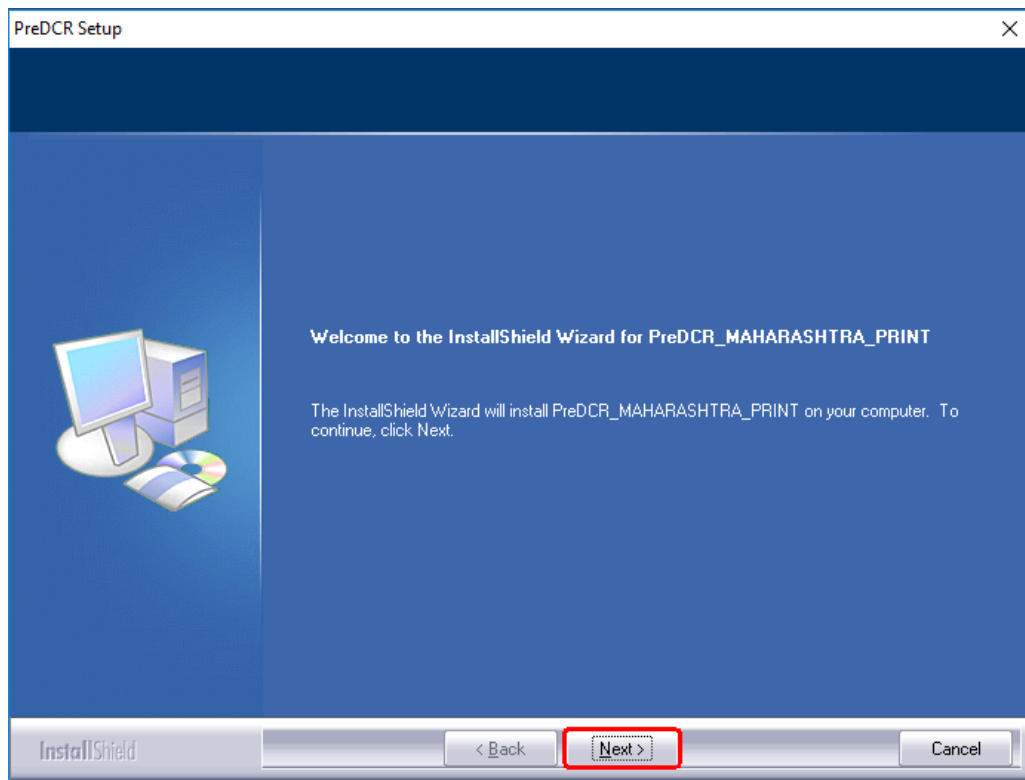 PreDCR Setup
Welcome to the InstallShield Wizard for PreDCR_MAHARASHTRA_PRINT
The InstallShield Wizard will install PreDCR_MAHARASHTRA_PRINT on your computer. To
continue, click Next.
InstallShield
< Back
Next >
Cancel